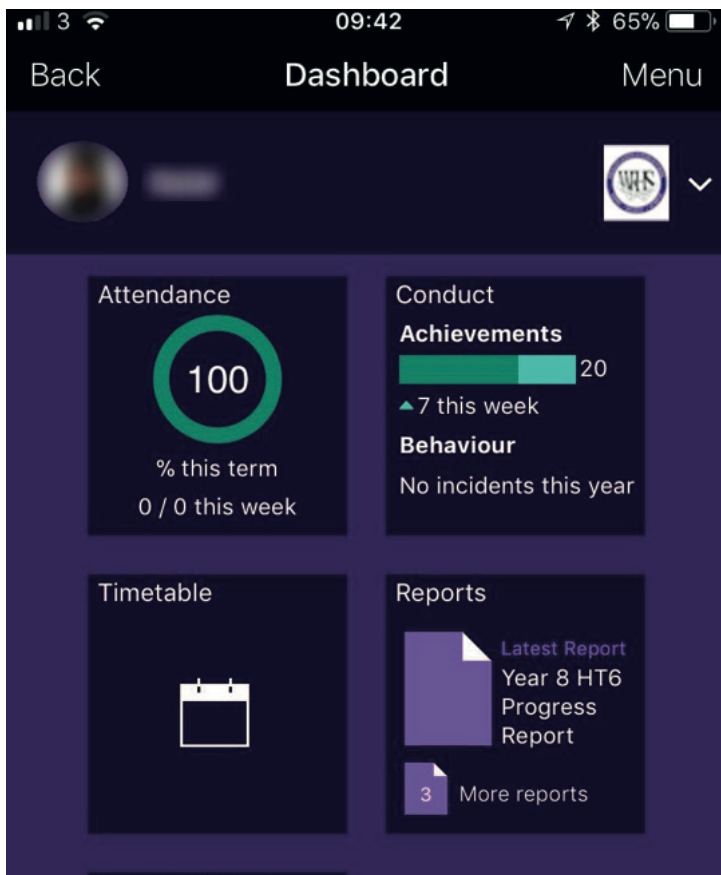 3 09:42 65%
Back Dashboard Menu
WHS
Attendance
100
% this term
0 / 0 this week
Conduct
Achievements
20
7 this week
Behaviour
No incidents this year
Timetable
Reports
Latest Report
Year 8 HT6
Progress
Report
3 More reports